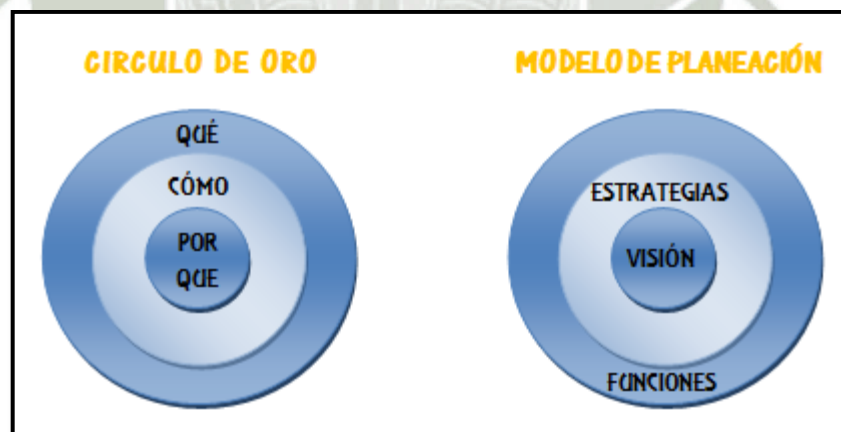 CIRCULO DE ORO
QUÉ
CÓMO
POR
QUE
MODELO DE PLANEACIÓN
ESTRATEGIAS
VISIÓN
FUNCIONES